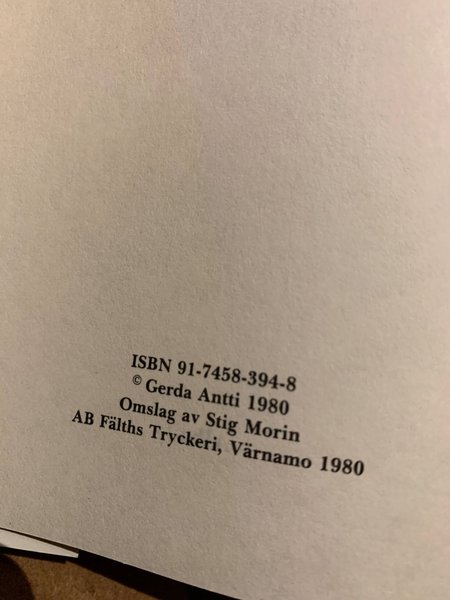 ISBN 91-7458-394-8
© Gerda Antti 1980
Omslag av Stig Morin
AB Fälths Tryckeri, Värnamo 1980